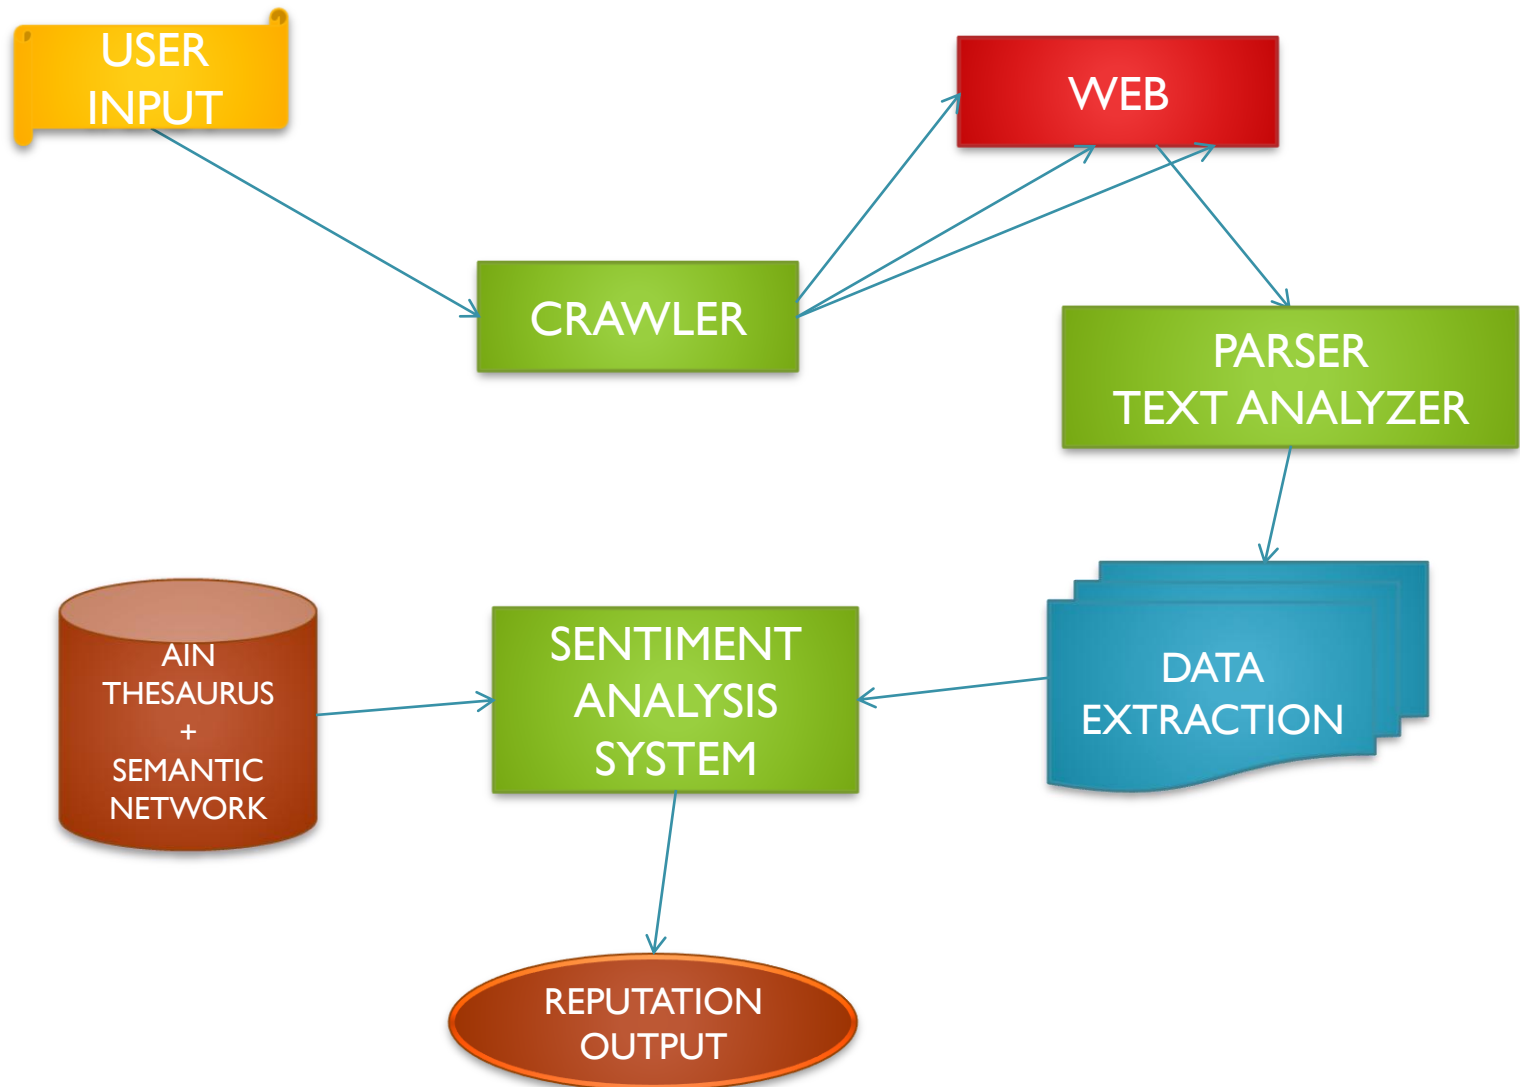 USER
INPUT
WEB
CRAWLER
PARSER
TEXT ANALYZER
AIN
THESAURUS
+
SEMANTIC
NETWORK
SENTIMENT
ANALYSIS
SYSTEM
DATA
EXTRACTION
REPUTATION
OUTPUT